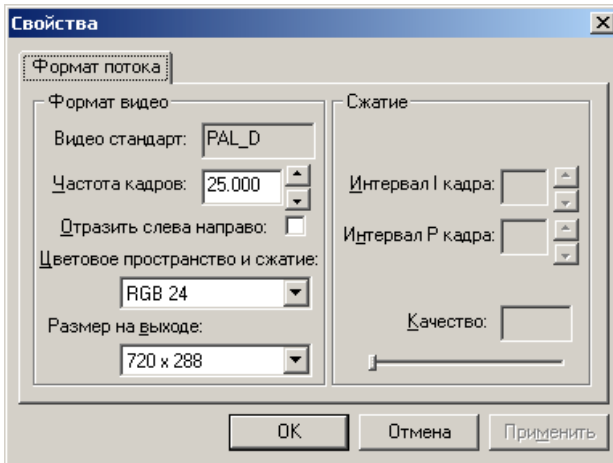 Свойства
Формат потока
Формат видео
Видео стандарт: PAL_D
Частота кадров: 25.000
Отразить слева направо:
Цветовое пространство и сжатие:
RGB 24
Размер на выходе:
720 x 288
Сжатие
Интервал I кадра:
Интервал P кадра:
Качество:
OK
Отмена
Применить